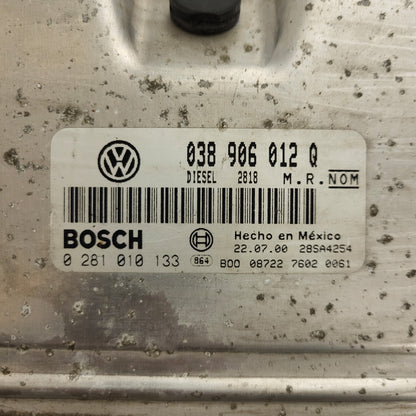 038 906 012 Q
DIESEL 2818 M.R.NOM
BOSCH
Hecho en México
22.07.00 28SA4254
0 281 010 133 864 B00 08722 7602 0061